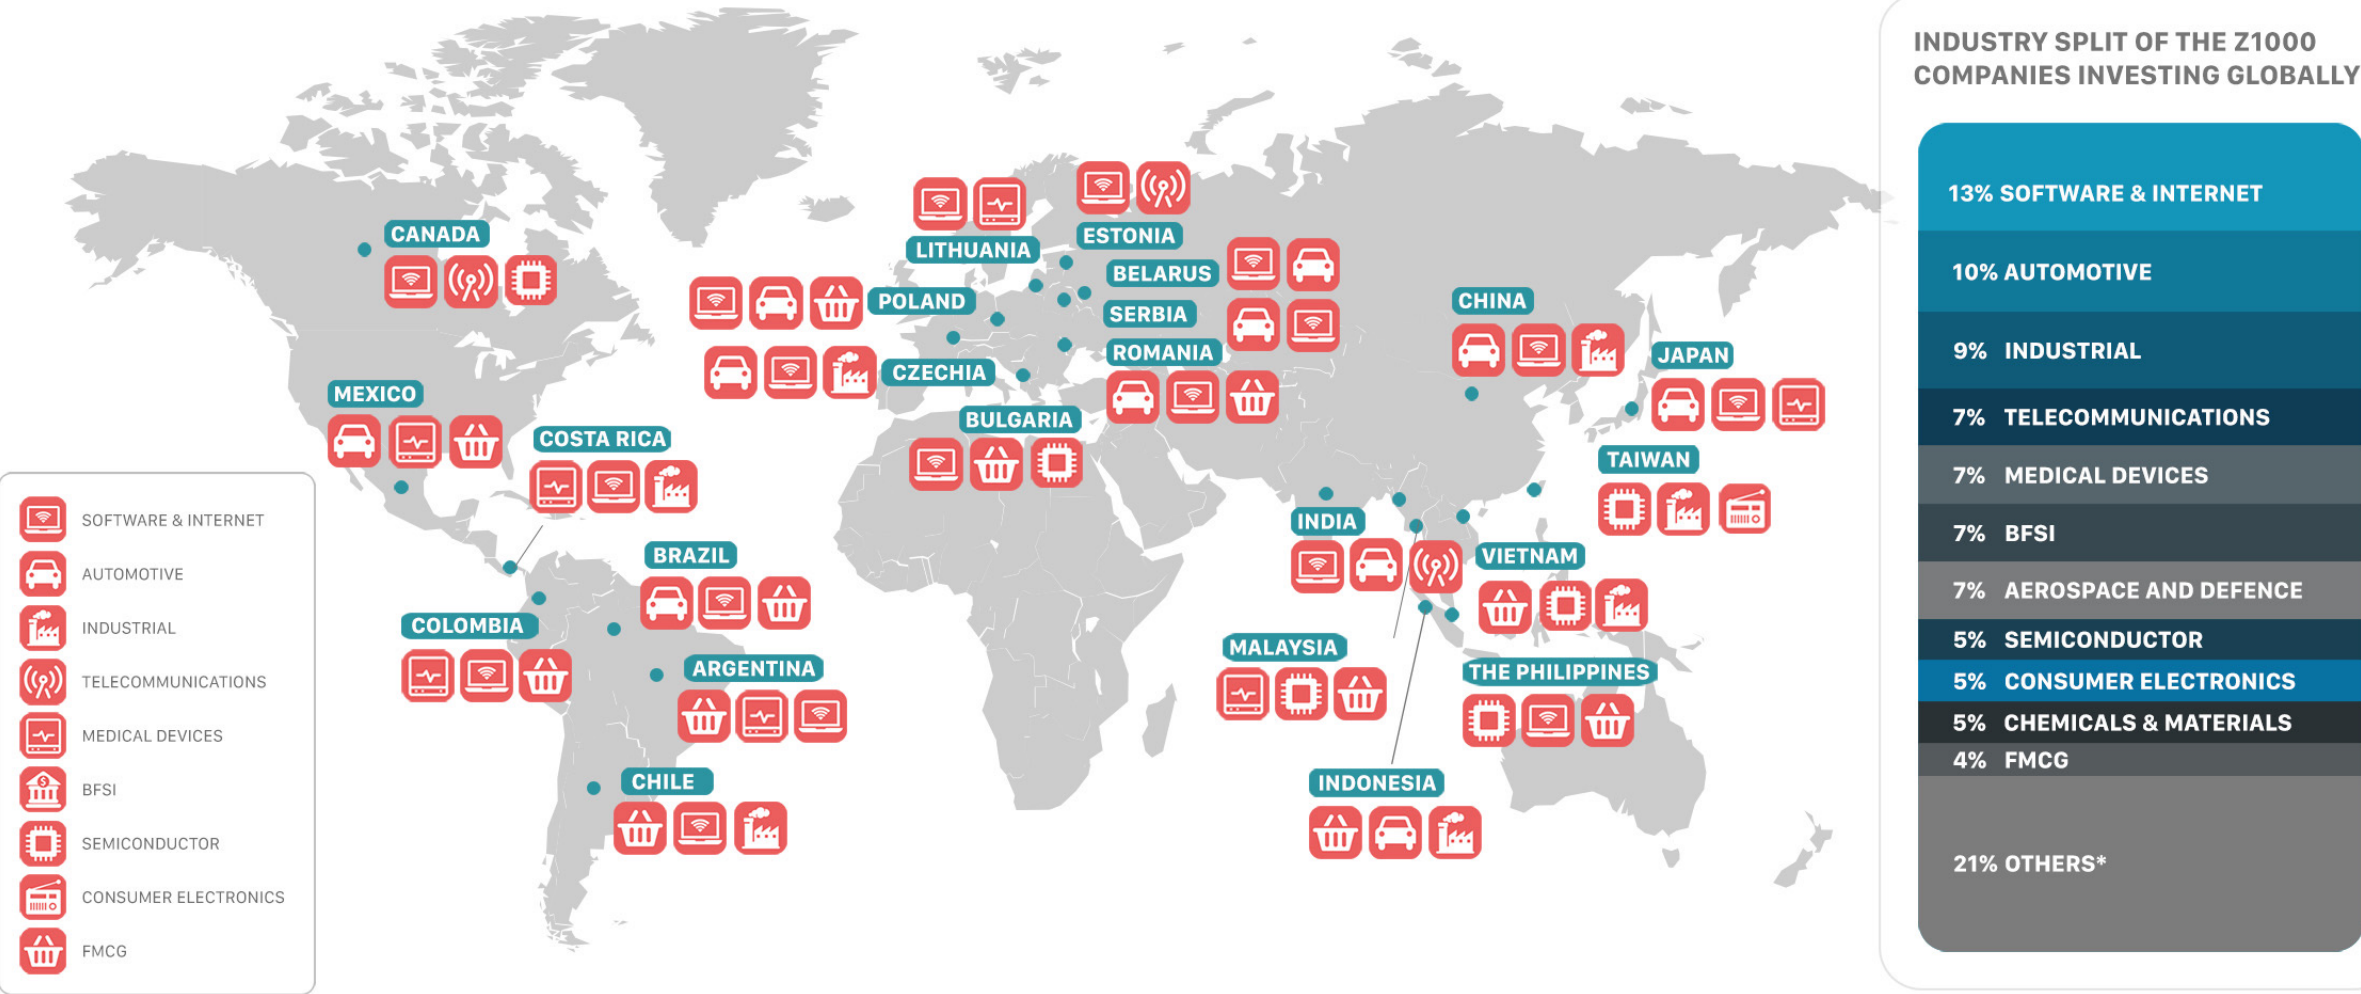 INDUSTRY SPLIT OF THE Z1000
COMPANIES INVESTING GLOBALLY
13% SOFTWARE & INTERNET
10% AUTOMOTIVE
9% INDUSTRIAL
7% TELECOMMUNICATIONS
7% MEDICAL DEVICES
7% BFSI
7% AEROSPACE AND DEFENCE
5% SEMICONDUCTOR
5% CONSUMER ELECTRONICS
5% CHEMICALS & MATERIALS
4% FMCG
21% OTHERS*
CANADA
MEXICO
COSTA RICA
COLOMBIA
BRAZIL
ARGENTINA
CHILE
LITHUANIA
ESTONIA
BELARUS
POLAND
SERBIA
ROMANIA
CZECHIA
BULGARIA
CHINA
JAPAN
TAIWAN
INDIA
VIETNAM
MALAYSIA
THE PHILIPPINES
INDONESIA
SOFTWARE & INTERNET
AUTOMOTIVE
INDUSTRIAL
TELECOMMUNICATIONS
MEDICAL DEVICES
BFSI
SEMICONDUCTOR
CONSUMER ELECTRONICS
FMCG